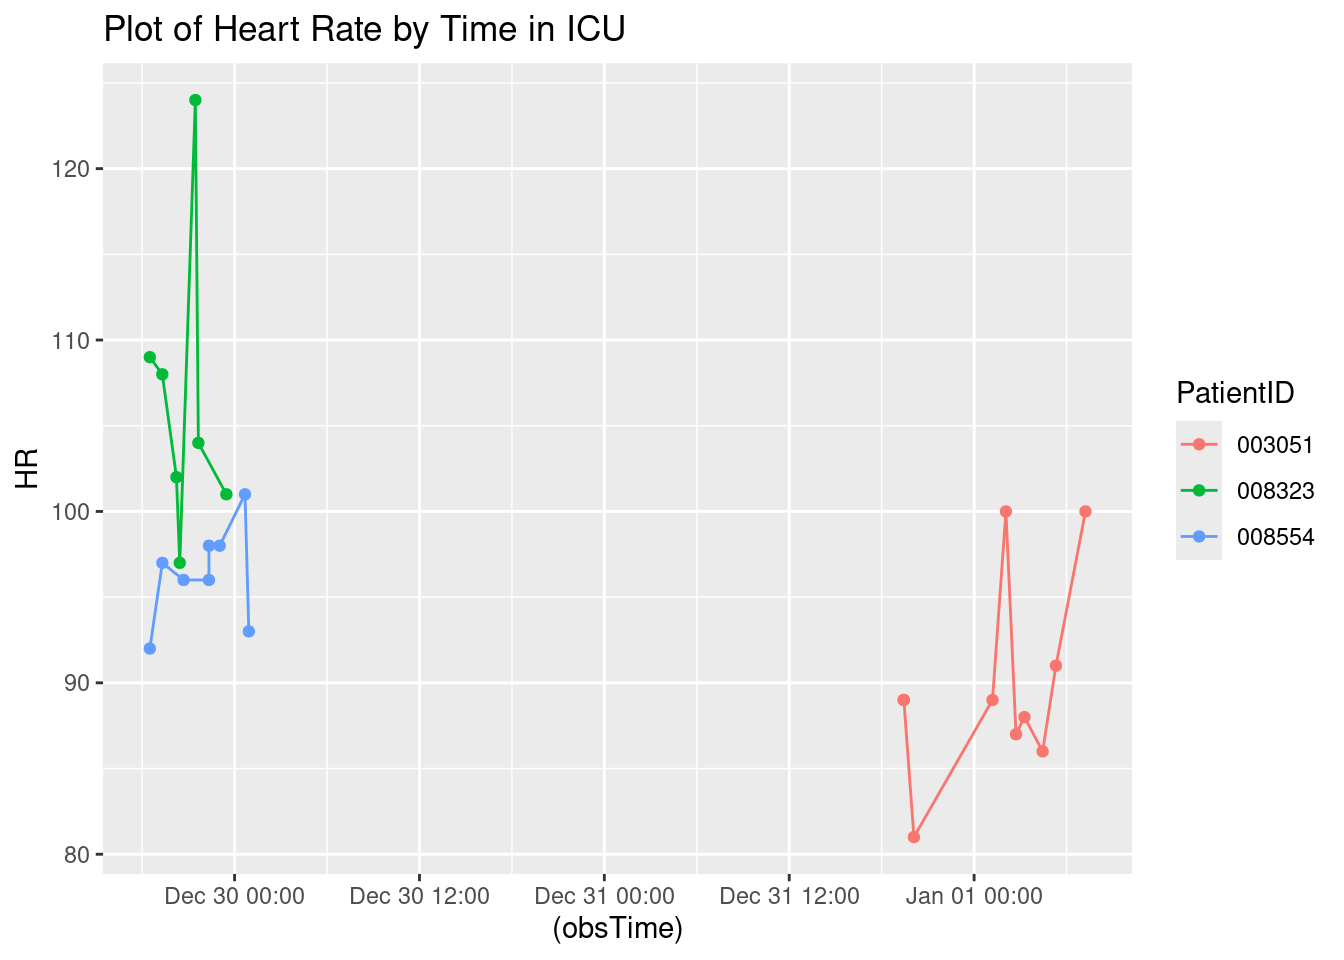 Plot of Heart Rate by Time in ICU
120
110
100
90
80
HR
Dec 30 00:00 Dec 30 12:00 Dec 31 00:00 Dec 31 12:00 Jan 01 00:00
(obsTime)
PatientID
003051
008323
008554